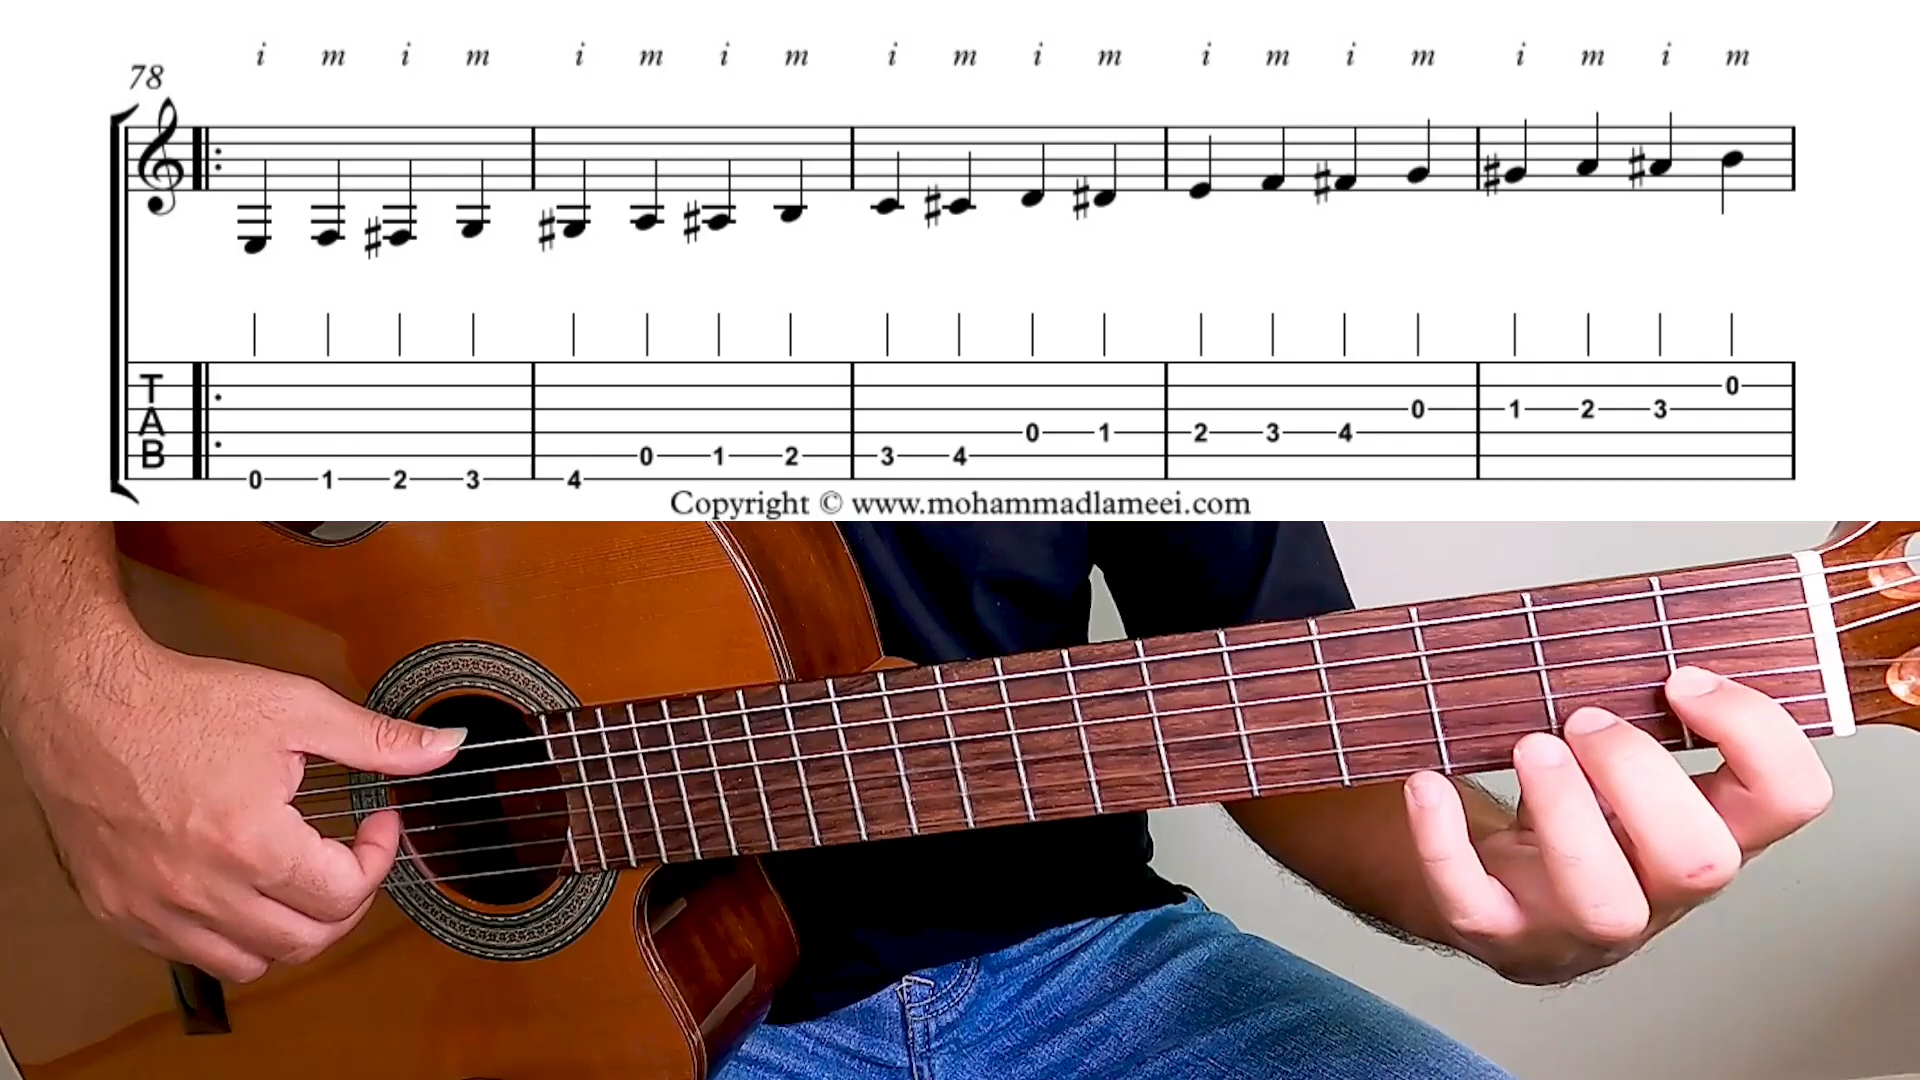 i m i m i m i m i m i m i m i m i m i m
78
T
A
B
0
0 1 2 3
0 1 2 3 4 0
0 1 2 3 4
0 1 2 3 4
Copyright © www.mohammadlameei.com